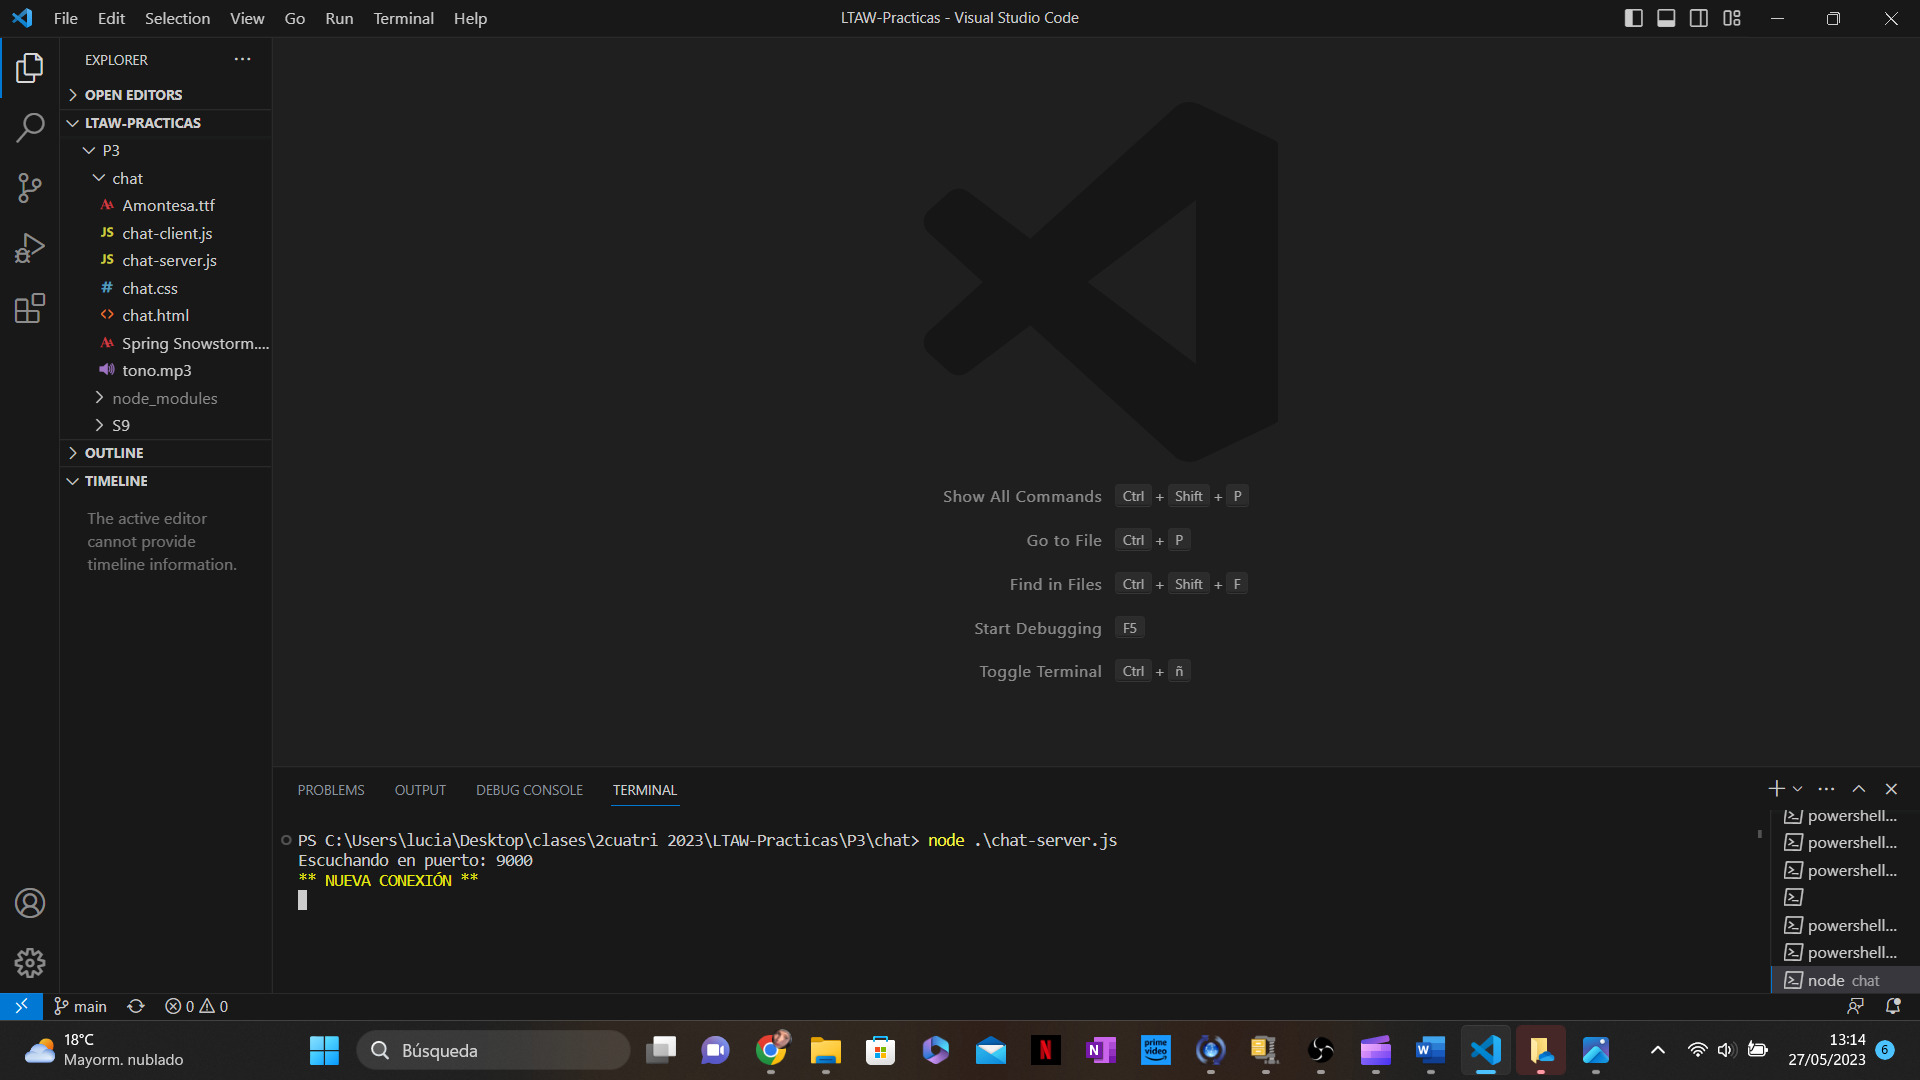 File Edit Selection View Go Run Terminal Help
LTAW-Practicas - Visual Studio Code
EXPLORER
OPEN EDITORS
LTAW-PRACTICAS
P3
chat
Amontesa.ttf
JS chat-client.js
JS chat-server.js
# chat.css
<> chat.html
Spring Snowstorm....
tono.mp3
node_modules
S9
OUTLINE
TIMELINE
The active editor
cannot provide
timeline information.
Show All Commands Ctrl + Shift + P
Go to File Ctrl + P
Find in Files Ctrl + Shift + F
Start Debugging F5
Toggle Terminal Ctrl + ñ
PROBLEMS OUTPUT DEBUG CONSOLE TERMINAL
PS C:\Users\lucia\Desktop\clases\2cuatri 2023\LTAW-Practicas\P3\chat> node .\chat-server.js
Escuchando en puerto: 9000
** NUEVA CONEXIÓN **
powershell...
powershell...
powershell...
powershell...
powershell...
node chat
main 0 0
18°C
Mayorm. nublado
Búsqueda
N
N
prime video
W
13:14
27/05/2023
6